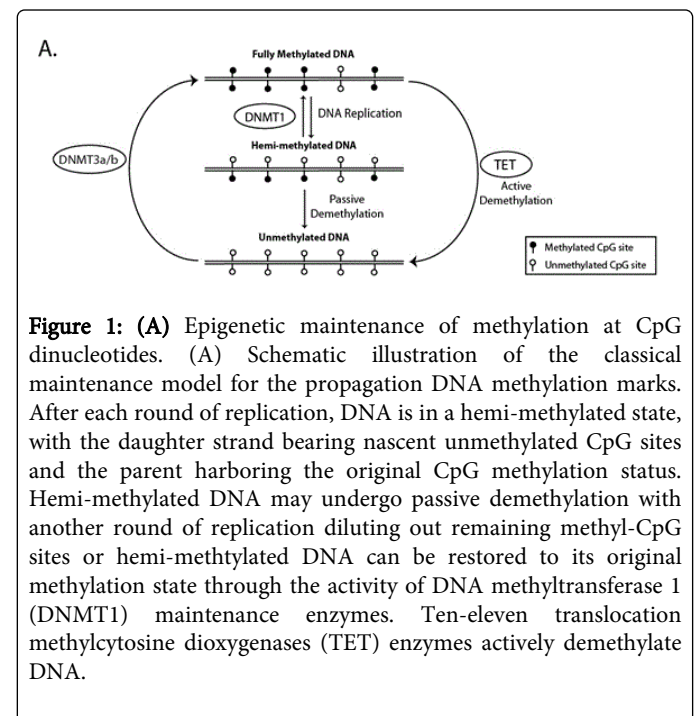 A.
Fully Methylated DNA
DNMT1
DNA Replication
Hemi-methylated DNA
DNMT3a/b
TET
Active
Demethylation
Passive
Demethylation
Unmethylated DNA
Methylated CpG site
Unmethylated CpG site
Figure 1: (A) Epigenetic maintenance of methylation at CpG
dinucleotides. (A) Schematic illustration of the classical
maintenance model for the propagation DNA methylation marks.
After each round of replication, DNA is in a hemi-methylated state,
with the daughter strand bearing nascent unmethylated CpG sites
and the parent harboring the original CpG methylation status.
Hemi-methylated DNA may undergo passive demethylation with
another round of replication diluting out remaining methyl-CpG
sites or hemi-methtylated DNA can be restored to its original
methylation state through the activity of DNA methyltransferase 1
(DNMT1) maintenance enzymes. Ten-eleven translocation
methylcytosine dioxygenases (TET) enzymes actively demethylate
DNA.